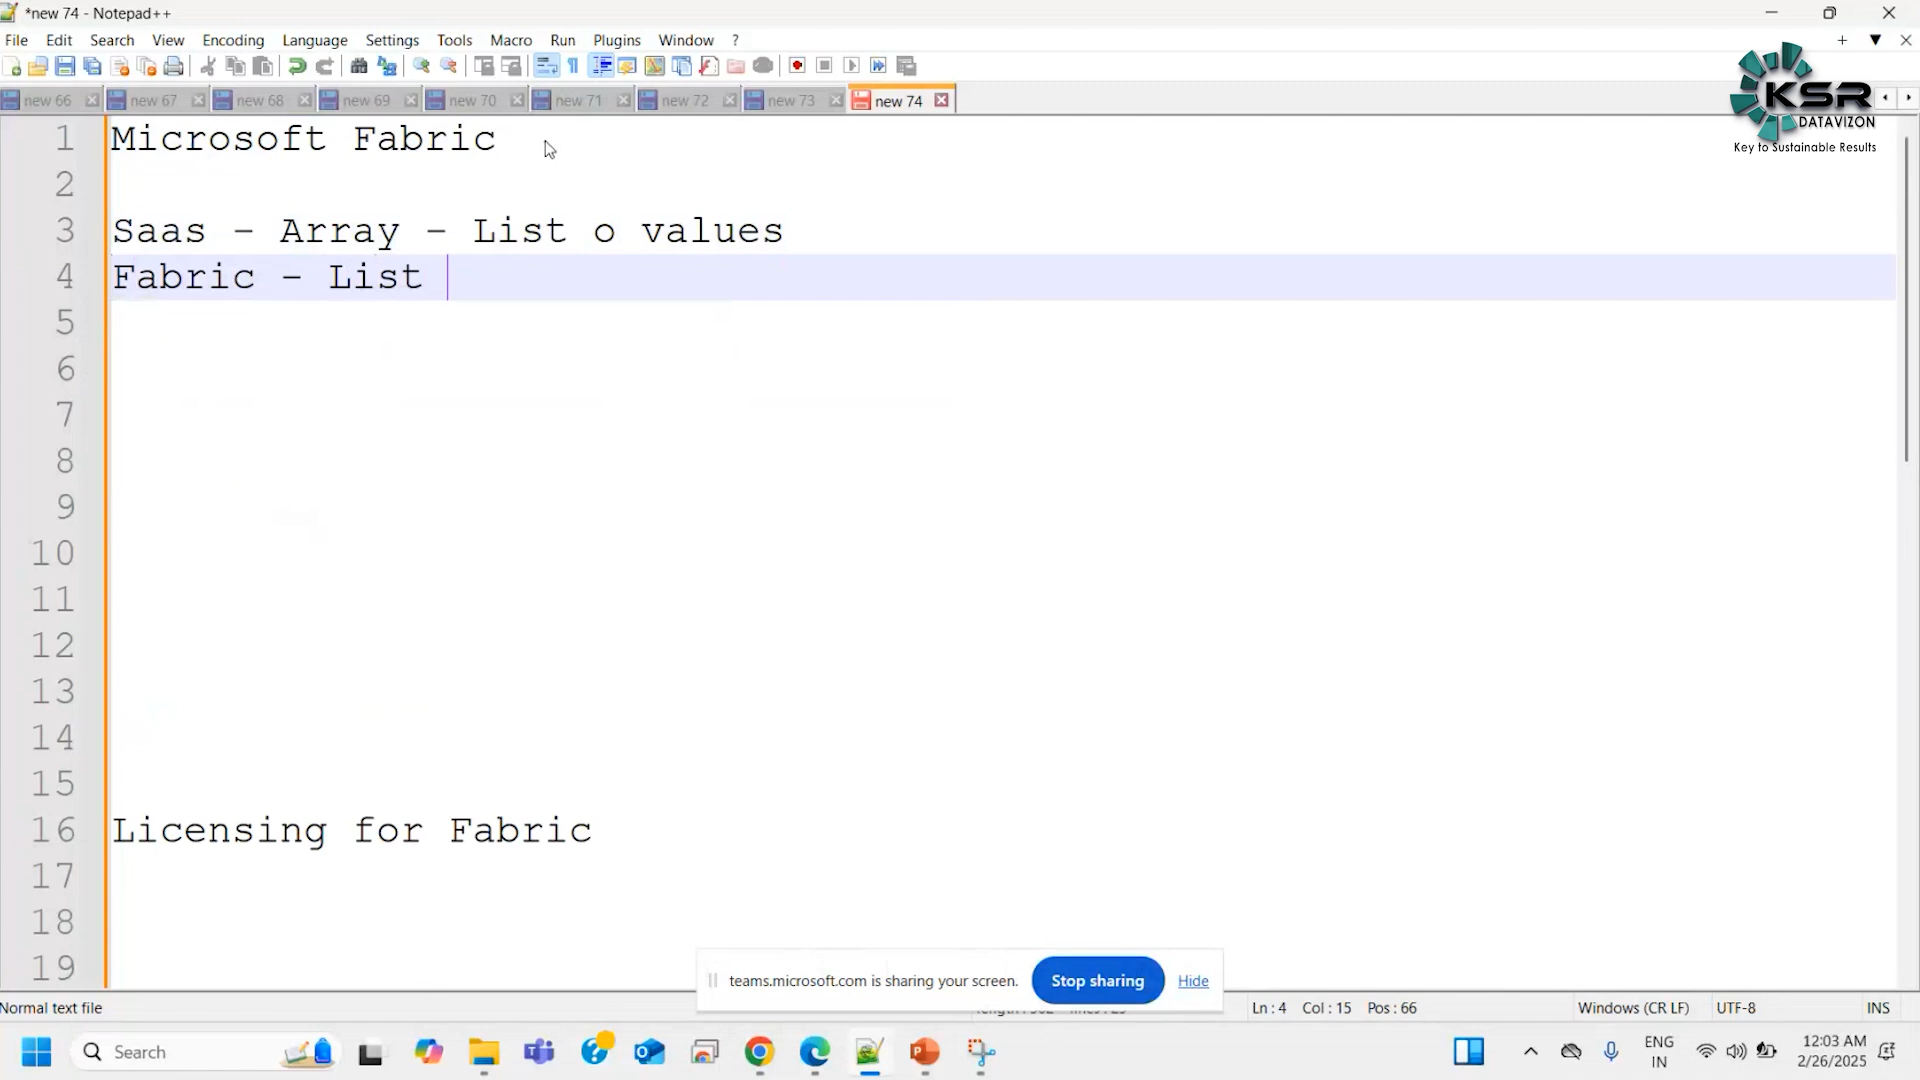 *new 74 - Notepad++
File Edit Search View Encoding Language Settings Tools Macro Run Plugins Window ?
new 66 new 67 new 68 new 69 new 70 new 71 new 72 new 73 new 74
KSR
DATAVIZON
Key to Sustainable Results
1 Microsoft Fabric
2
3 Saas - Array - List o values
4 Fabric - List
5
6
7
8
9
10
11
12
13
14
15
16 Licensing for Fabric
17
18
19
teams.microsoft.com is sharing your screen. Stop sharing Hide
Normal text file Ln : 4 Col : 15 Pos : 66 Windows (CR LF) UTF-8 INS
Search ENG IN 12:03 AM 2/26/2025